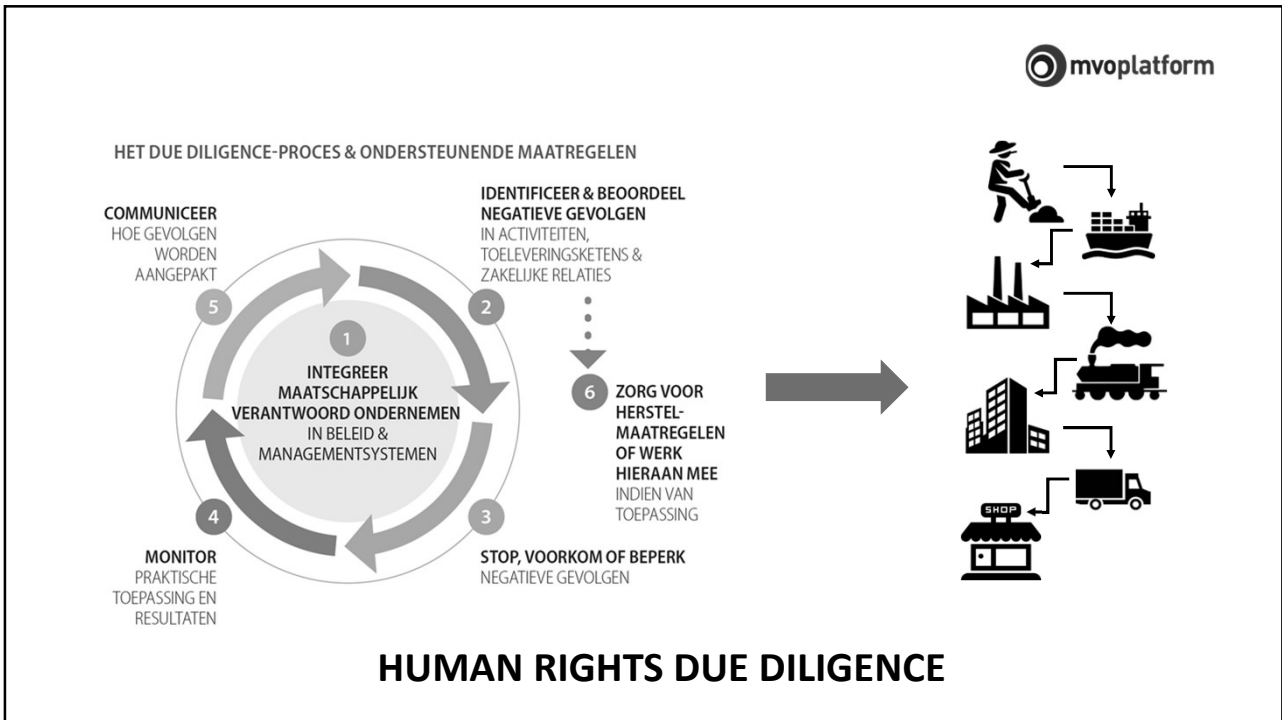 mvoplatform
HET DUE DILIGENCE-PROCES & ONDERSTEUNENDE MAATREGELEN
COMMUNICEER
HOE GEVOLGEN
WORDEN
AANGEPAKT
5
IDENTIFICEER & BEOORDEEL
NEGATIEVE GEVOLGEN
IN ACTIVITEITEN,
TOELEVERINGSKETENS &
ZAKELIJKE RELATIES
2
1
INTEGREER
MAATSCHAPPELIJK
VERANTWOORD ONDERNEMEN
IN BELEID &
MANAGEMENTSYSTEMEN
6
ZORG VOOR
HERSTEL-
MAATREGELEN
OF WERK
HIERAAN MEE
INDIEN VAN
TOEPASSING
4
MONITOR
PRAKTISCHE
TOEPASSING EN
RESULTATEN
3
STOP, VOORKOM OF BEPERK
NEGATIEVE GEVOLGEN
SHOP
HUMAN RIGHTS DUE DILIGENCE